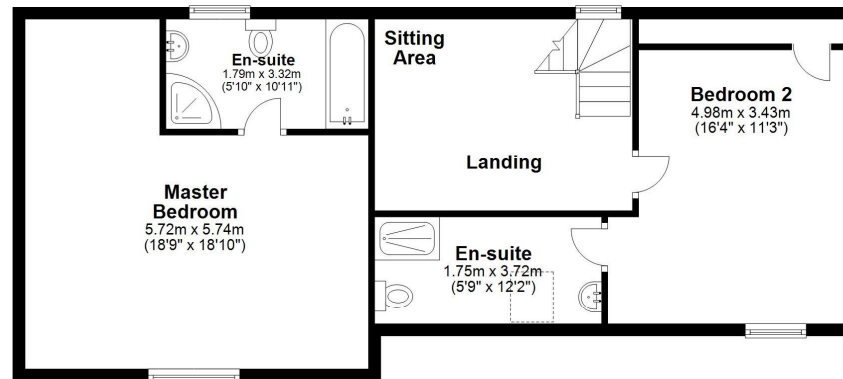 En-suite
1.79m x 3.32m
(5'10" x 10'11")
Sitting
Area
Bedroom 2
4.98m x 3.43m
(16'4" x 11'3")
Landing
Master
Bedroom
5.72m x 5.74m
(18'9" x 18'10")
En-suite
1.75m x 3.72m
(5'9" x 12'2")